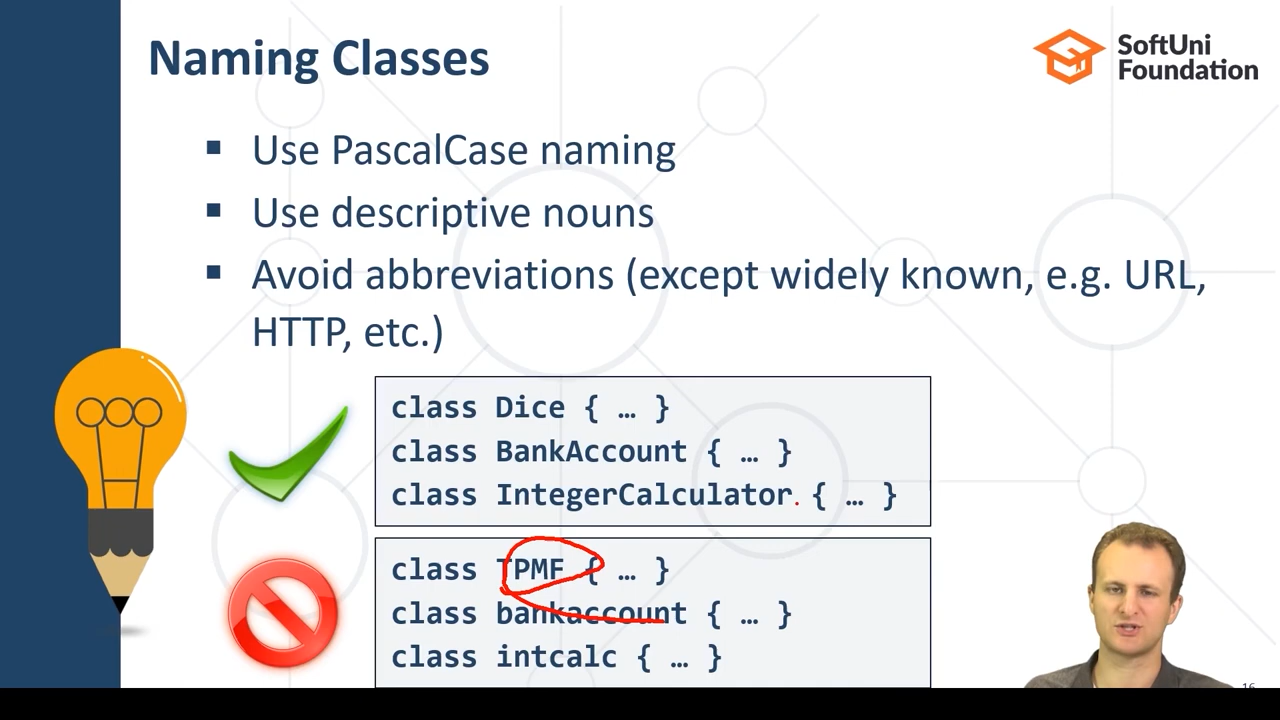 Naming Classes
SoftUni
Foundation
▪ Use PascalCase naming
▪ Use descriptive nouns
▪ Avoid abbreviations (except widely known, e.g. URL,
HTTP, etc.)
class Dice { … }
class BankAccount { … }
class IntegerCalculator { … }
class TPMF { … }
class bankaccount { … }
class intcalc { … }
16